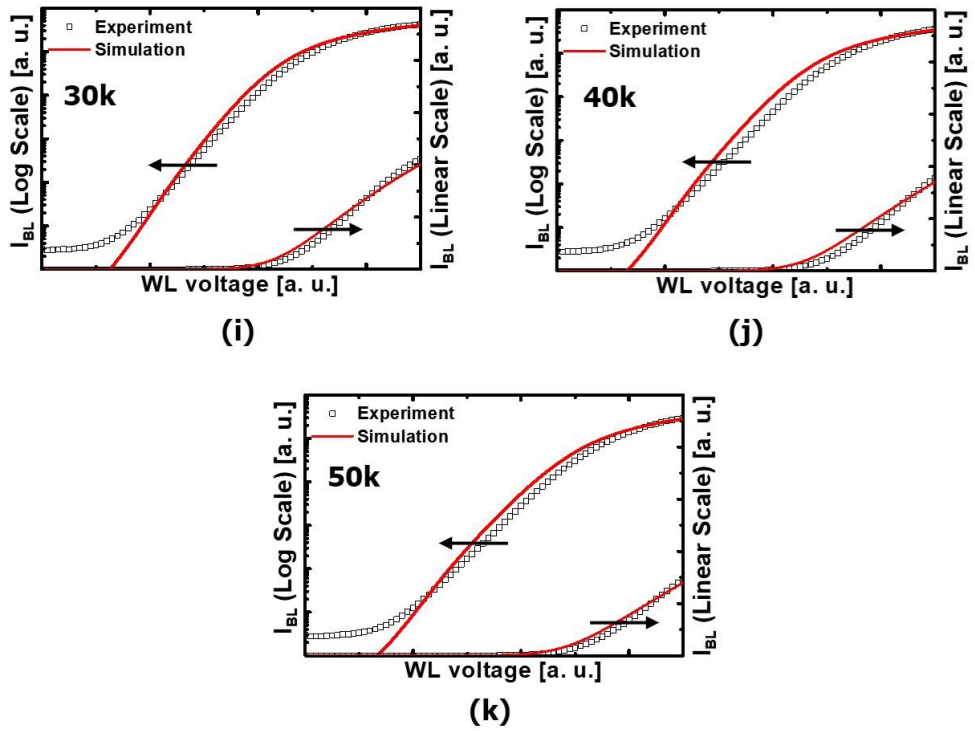 Experiment
Simulation
30k
I_BL (Log Scale) [a. u.]
I_BL (Linear Scale) [a. u.]
WL voltage [a. u.]
(i)
Experiment
Simulation
40k
I_BL (Log Scale) [a. u.]
I_BL (Linear Scale) [a. u.]
WL voltage [a. u.]
(j)
Experiment
Simulation
50k
I_BL (Log Scale) [a. u.]
I_BL (Linear Scale) [a. u.]
WL voltage [a. u.]
(k)